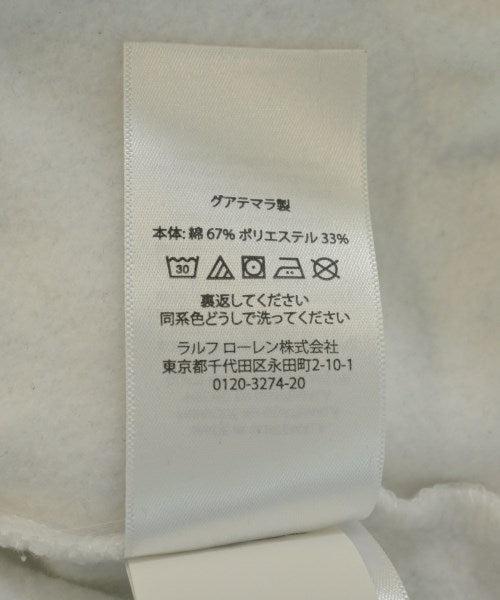 グアテマラ製
本体: 綿 67% ポリエステル 33%
30
裏返してください
同系色どうしで洗ってください
ラルフ ローレン株式会社
東京都千代田区永田町2-10-1
0120-3274-20